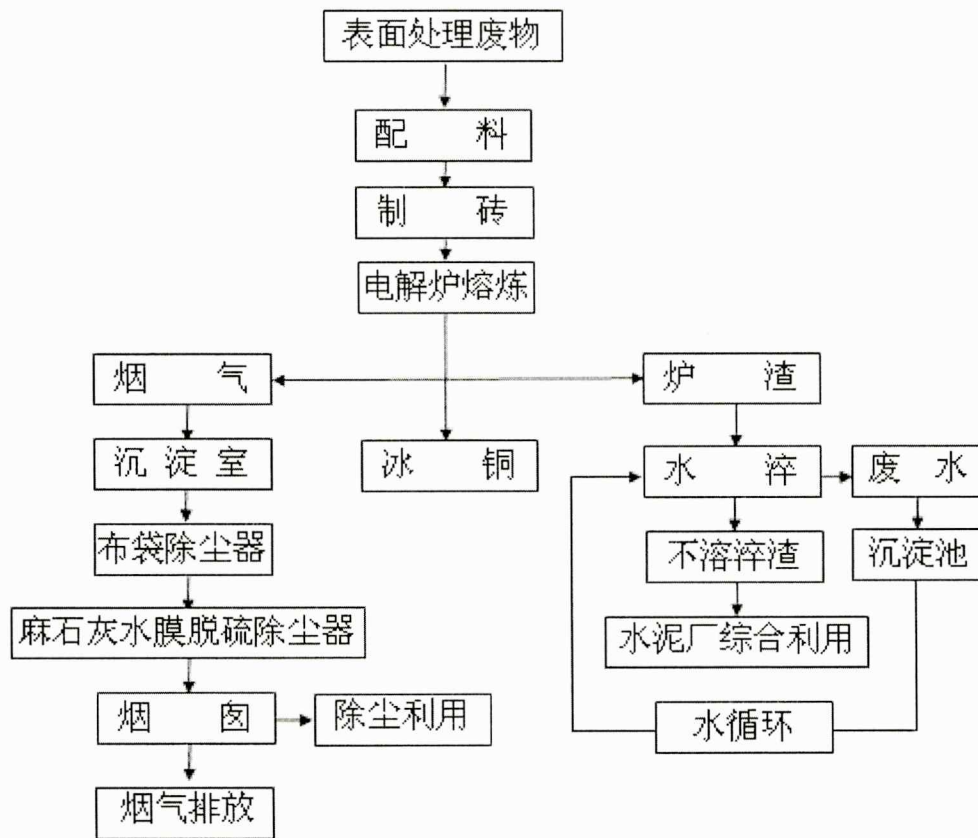 表面处理废物
配 料
制 砖
电解炉熔炼
烟 气
炉 渣
沉 淀 室
冰 铜
水 淬
废 水
布袋除尘器
不溶淬渣
沉淀池
麻石灰水膜脱硫除尘器
水泥厂综合利用
烟 囱
除尘利用
水循环
烟气排放